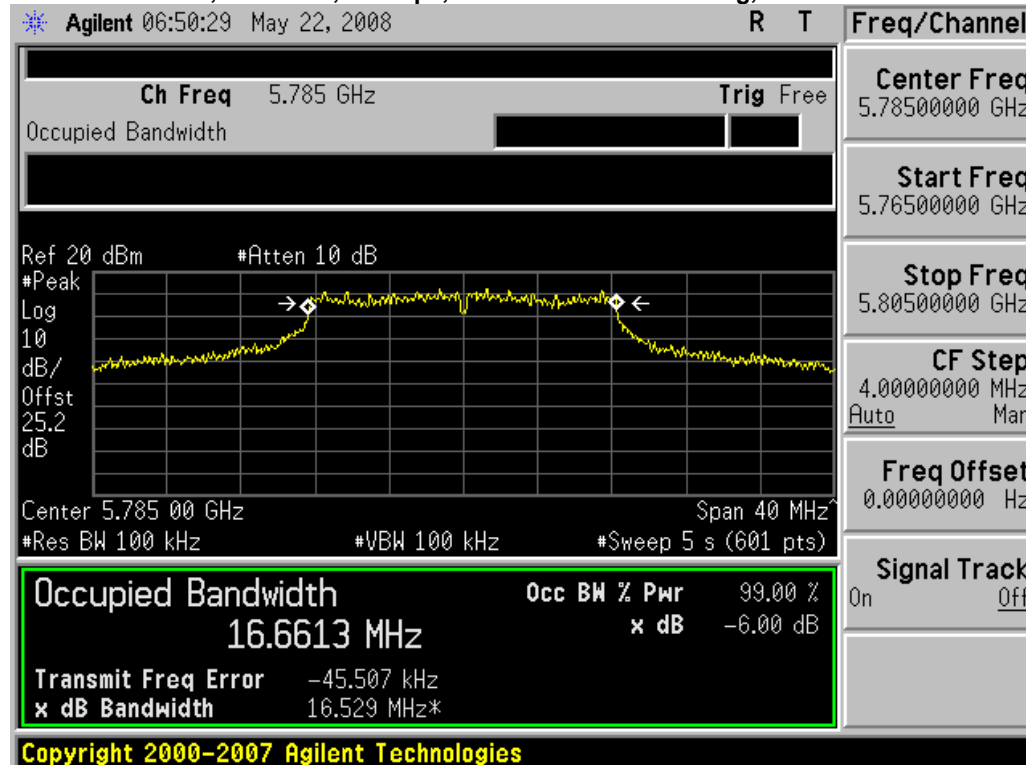 Agilent 06:50:29 May 22, 2008 R T
Freq/Channel
Ch Freq 5.785 GHz Trig Free
Occupied Bandwidth
Center Freq
5.78500000 GHz
Start Freq
5.76500000 GHz
Stop Freq
5.80500000 GHz
CF Step
4.00000000 MHz
Auto Man
Freq Offset
0.00000000 Hz
Signal Track
On Off
Ref 20 dBm #Atten 10 dB
#Peak
Log
10
dB/
Offst
25.2
dB
Center 5.785 00 GHz Span 40 MHz^
#Res BW 100 kHz #VBW 100 kHz #Sweep 5 s (601 pts)
Occupied Bandwidth Occ BW % Pwr 99.00 %
16.6613 MHz x dB -6.00 dB
Transmit Freq Error -45.507 kHz
x dB Bandwidth 16.529 MHz*
Copyright 2000-2007 Agilent Technologies